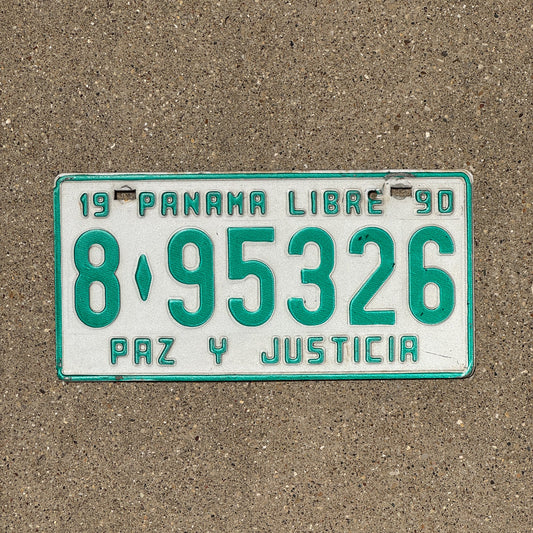 19 PANAMA LIBRE 90
8♦95326
PAZ Y JUSTICIA